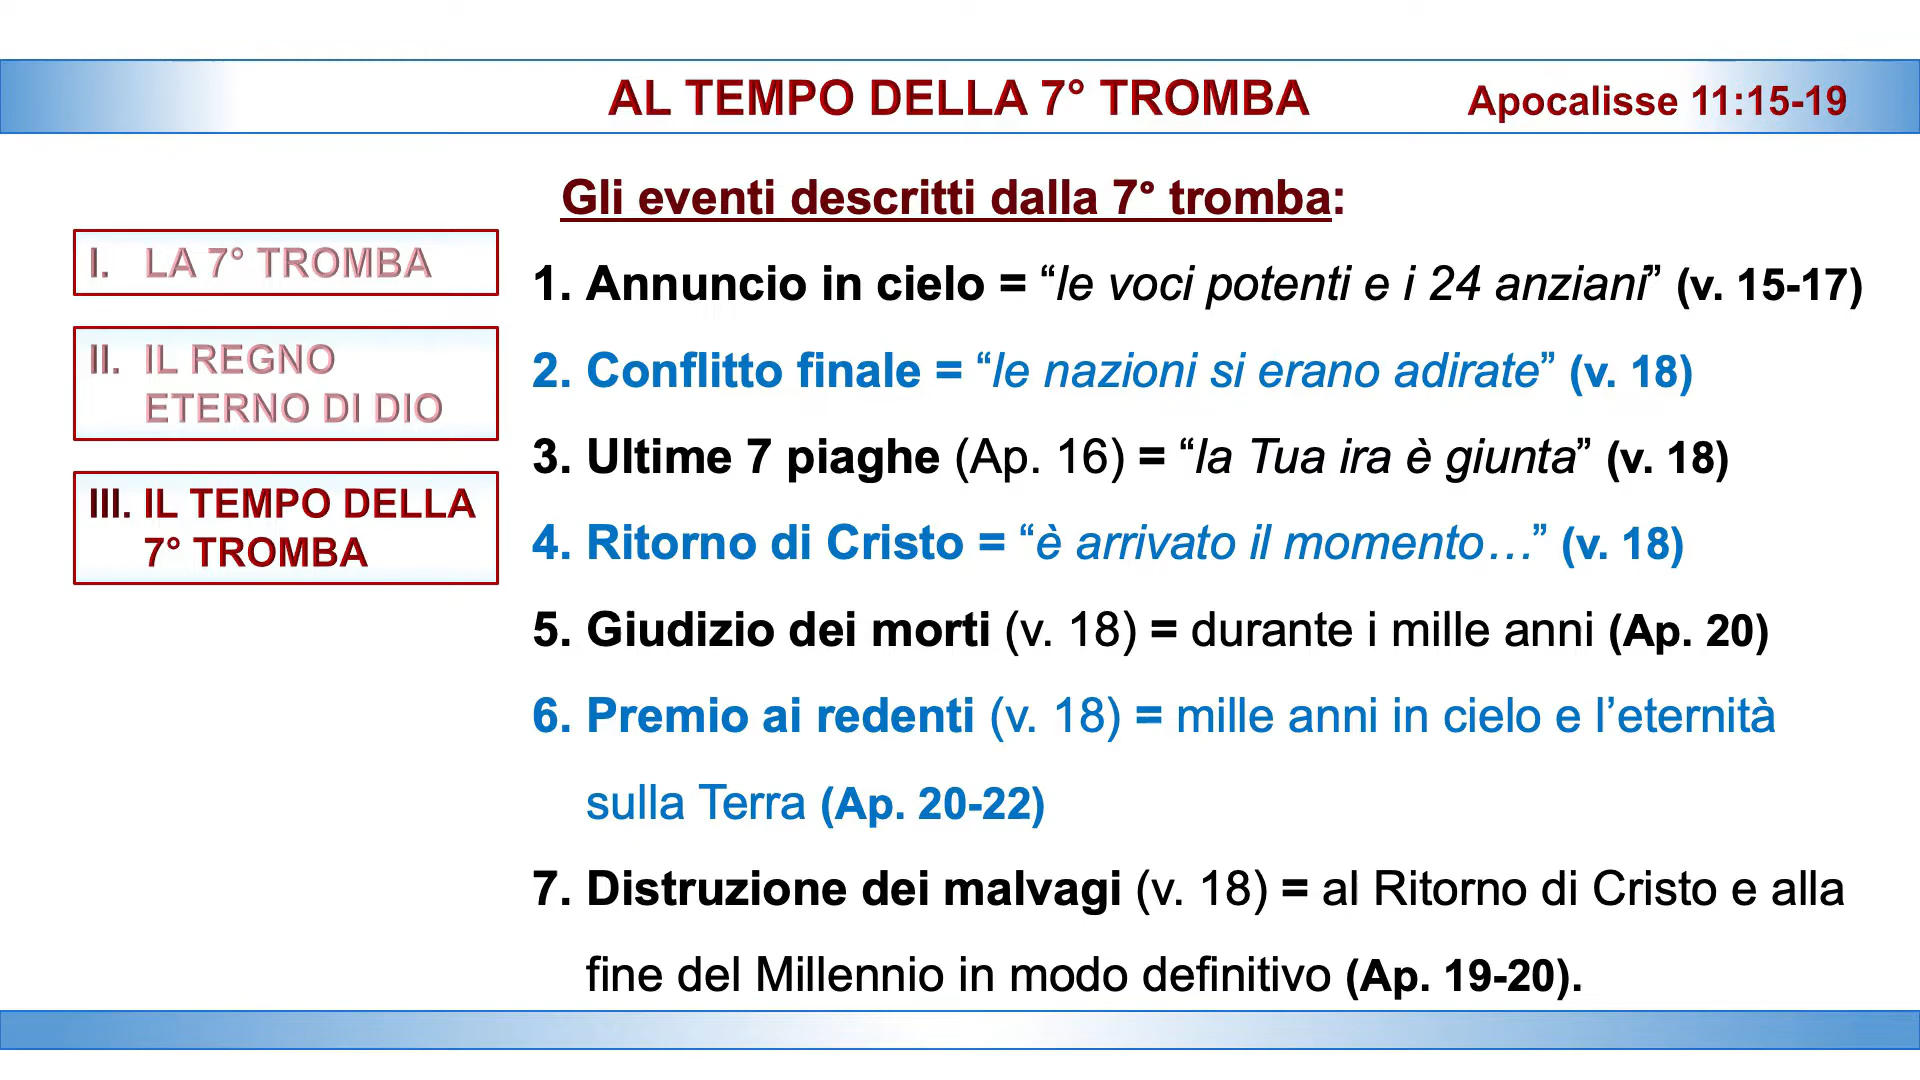 AL TEMPO DELLA 7° TROMBA
Apocalisse 11:15-19
I. LA 7° TROMBA
II. IL REGNO
ETERNO DI DIO
III. IL TEMPO DELLA
7° TROMBA
Gli eventi descritti dalla 7° tromba:
1. Annuncio in cielo = “le voci potenti e i 24 anziani” (v. 15-17)
2. Conflitto finale = “le nazioni si erano adirate” (v. 18)
3. Ultime 7 piaghe (Ap. 16) = “la Tua ira è giunta” (v. 18)
4. Ritorno di Cristo = “è arrivato il momento…” (v. 18)
5. Giudizio dei morti (v. 18) = durante i mille anni (Ap. 20)
6. Premio ai redenti (v. 18) = mille anni in cielo e l’eternità
sulla Terra (Ap. 20-22)
7. Distruzione dei malvagi (v. 18) = al Ritorno di Cristo e alla
fine del Millennio in modo definitivo (Ap. 19-20).